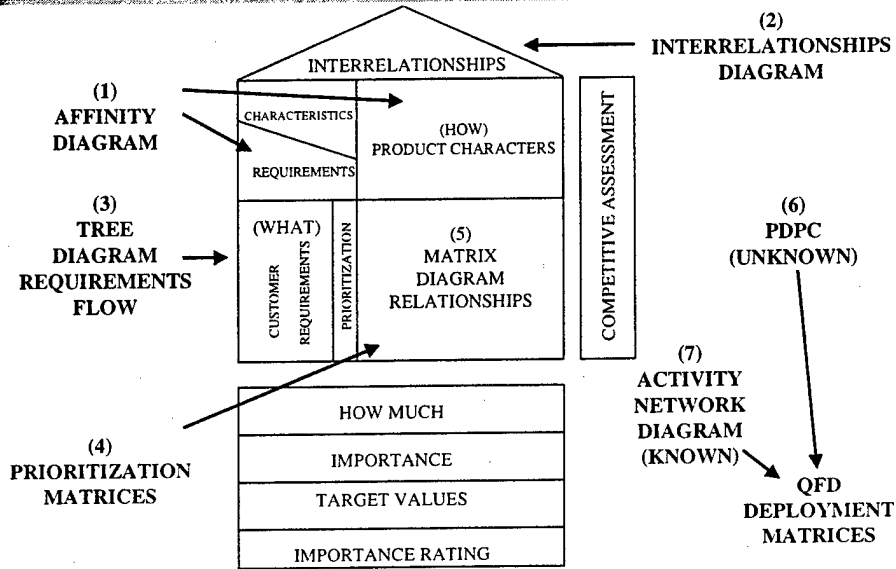 (2)
INTERRELATIONSHIPS
DIAGRAM
INTERRELATIONSHIPS
(1)
AFFINITY
DIAGRAM
CHARACTERISTICS
REQUIREMENTS
(HOW)
PRODUCT CHARACTERS
COMPETITIVE ASSESSMENT
(3)
TREE
DIAGRAM
REQUIREMENTS
FLOW
(WHAT)
CUSTOMER
REQUIREMENTS
PRIORITIZATION
(5)
MATRIX
DIAGRAM
RELATIONSHIPS
(6)
PDPC
(UNKNOWN)
(7)
ACTIVITY
NETWORK
DIAGRAM
(KNOWN)
(4)
PRIORITIZATION
MATRICES
HOW MUCH
IMPORTANCE
TARGET VALUES
IMPORTANCE RATING
QFD
DEPLOYMENT
MATRICES